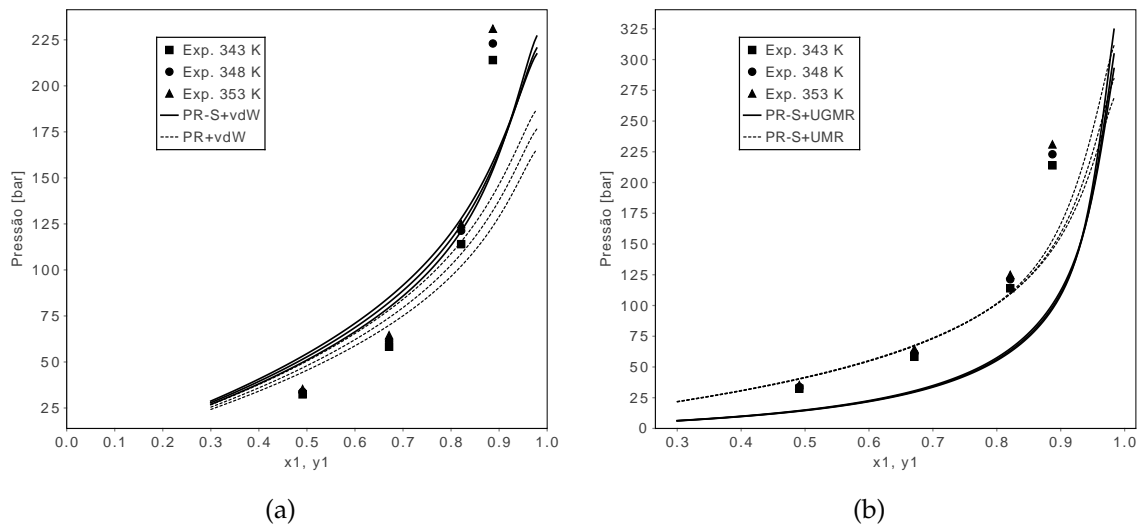 225
200
175
150
125
100
75
50
25
Pressão [bar]
Exp. 343 K
Exp. 348 K
Exp. 353 K
PR-S+vdW
PR+vdW
0.0 0.1 0.2 0.3 0.4 0.5 0.6 0.7 0.8 0.9 1.0
x1, y1
(a)
325
300
275
250
225
200
175
150
125
100
75
50
25
0
Pressão [bar]
Exp. 343 K
Exp. 348 K
Exp. 353 K
PR-S+UGMR
PR-S+UMR
0.3 0.4 0.5 0.6 0.7 0.8 0.9 1.0
x1, y1
(b)